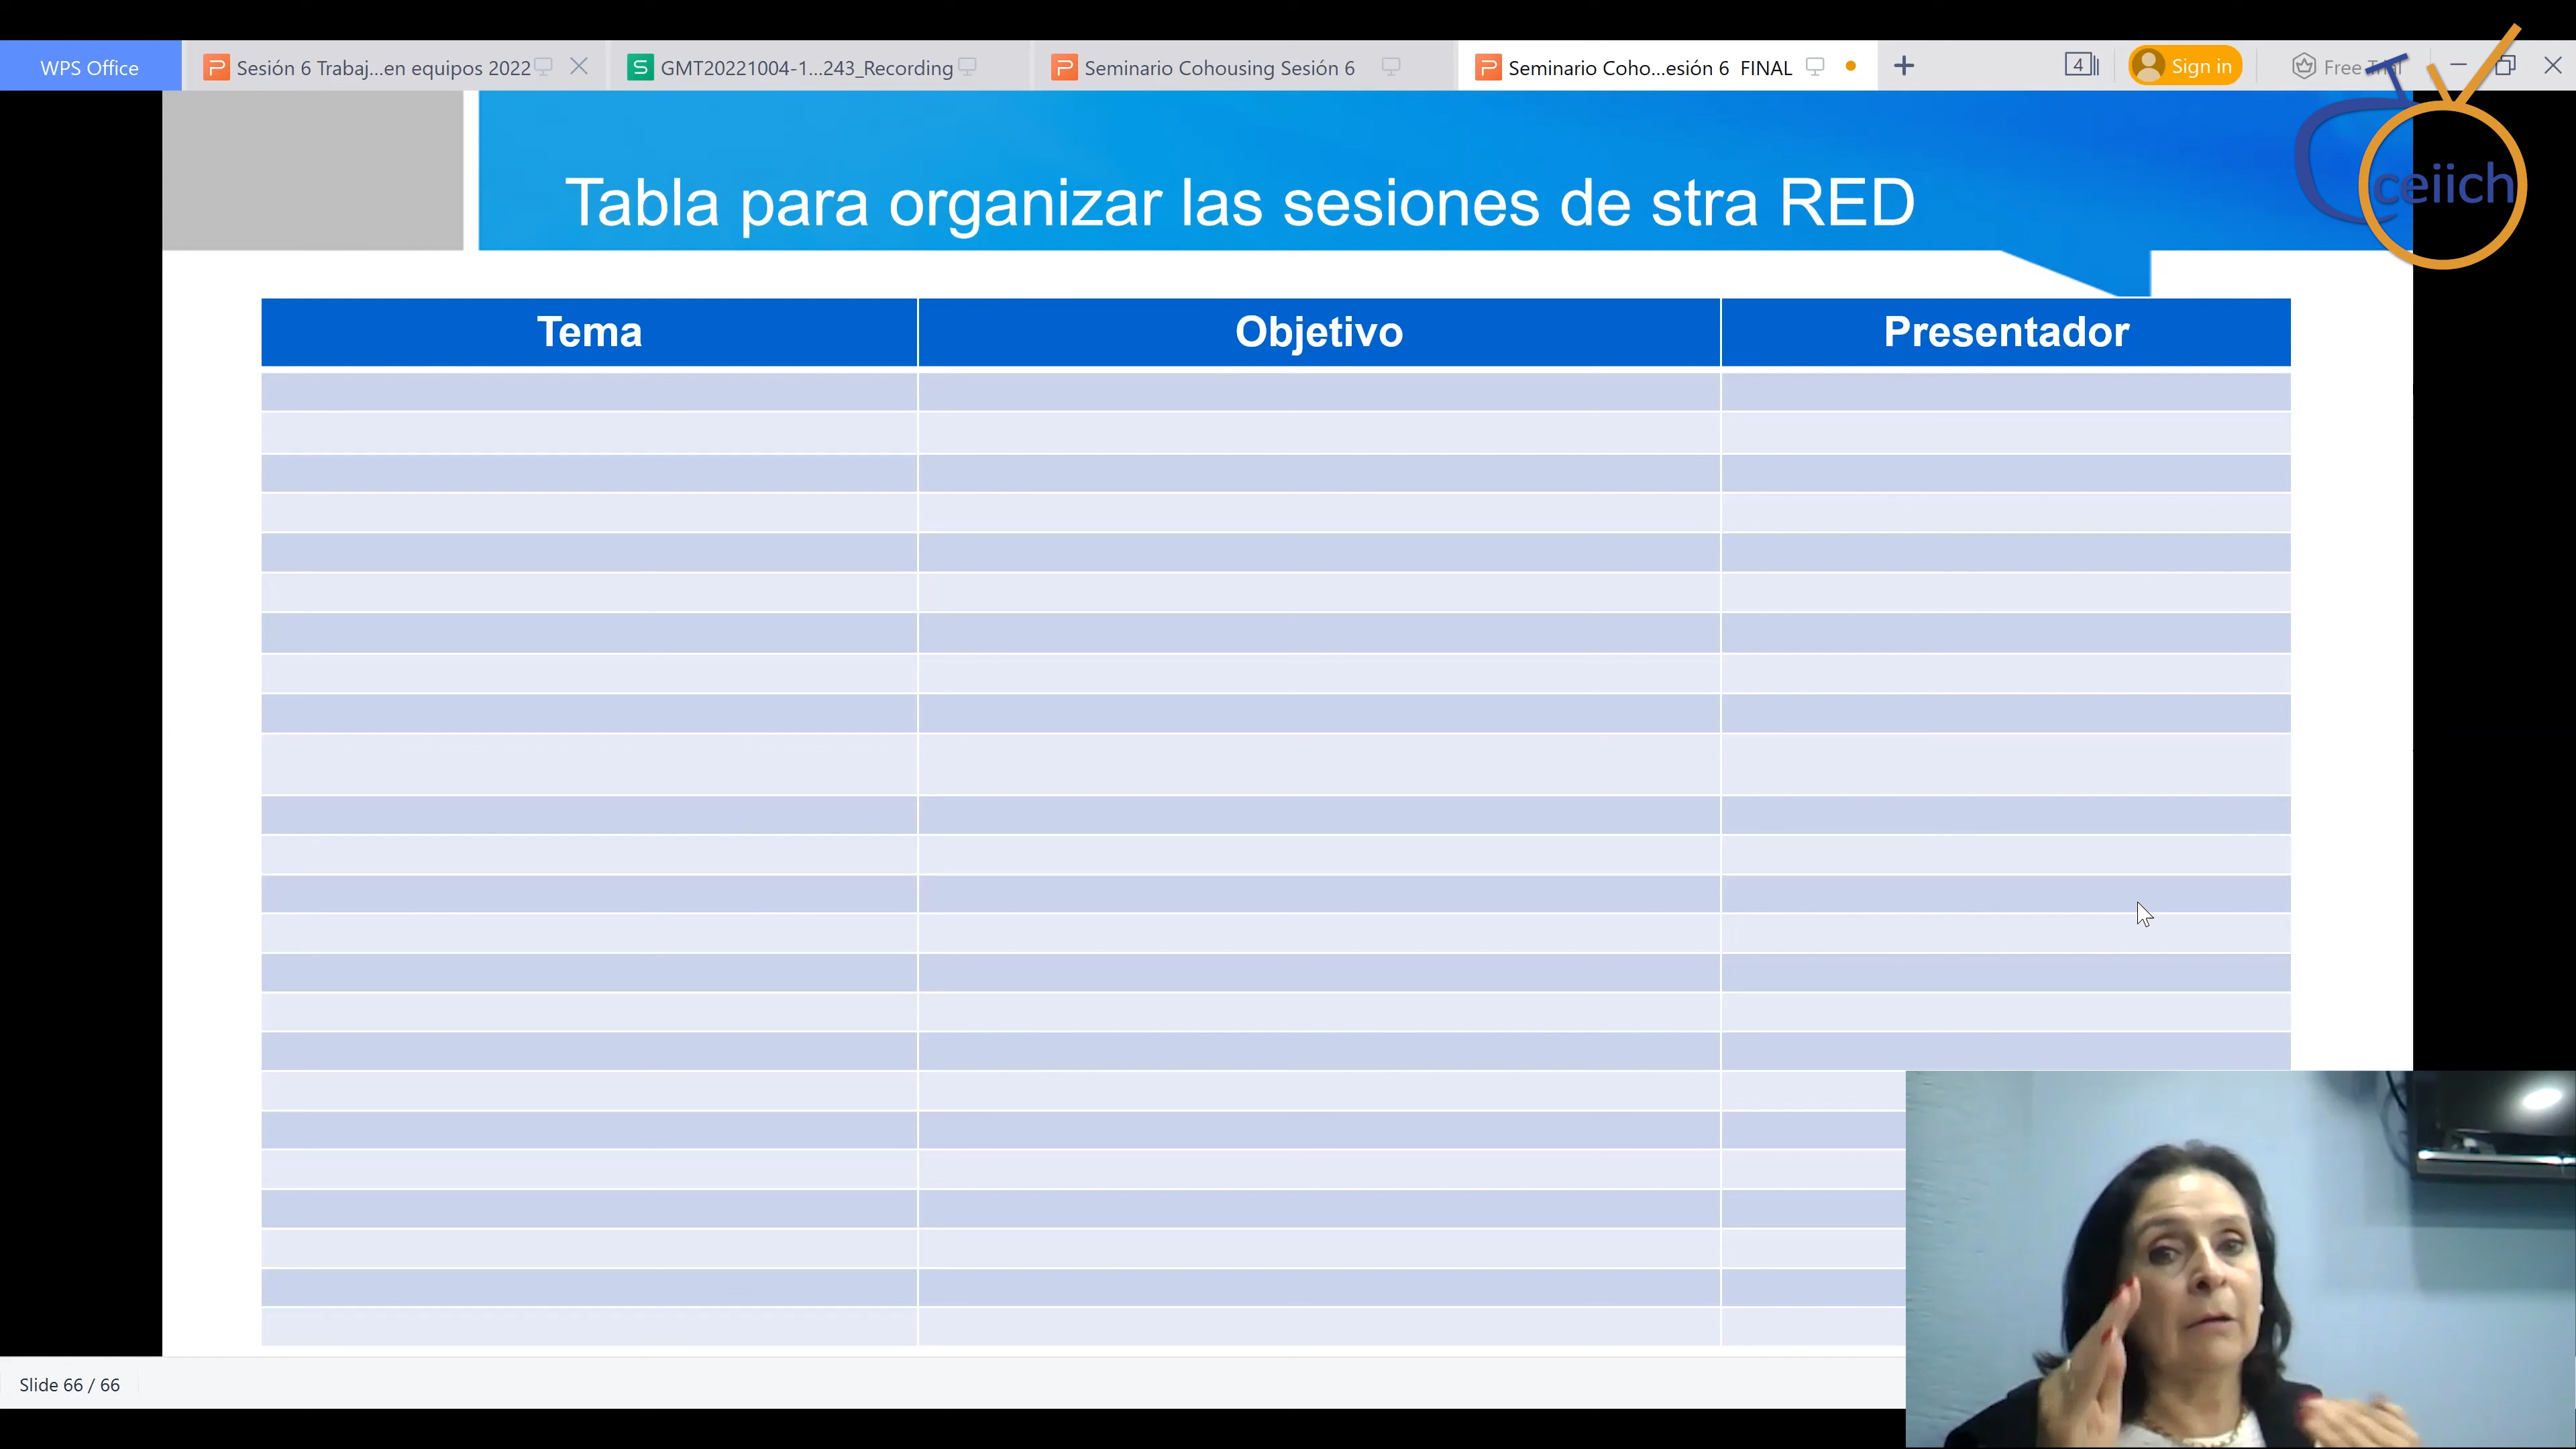 WPS Office
Sesión 6 Trabaj...en equipos 2022
GMT20221004-1...243_Recording
Seminario Cohousing Sesión 6
Seminario Coho...esión 6 FINAL
4
Sign in
Free Trial
ceiich
Tabla para organizar las sesiones de stra RED
Tema Objetivo Presentador
Slide 66 / 66